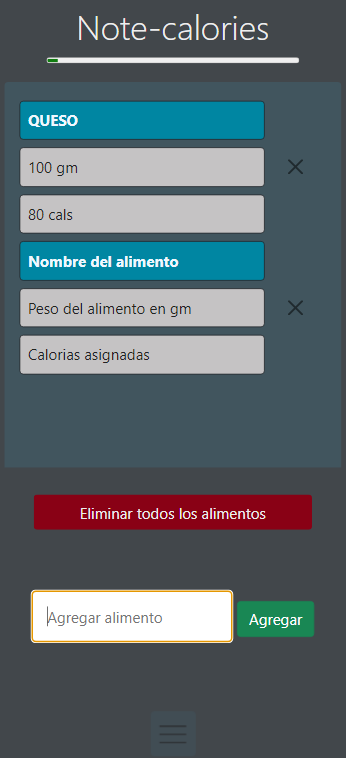 Note-calories
QUESO
100 gm
80 cals
Nombre del alimento
Peso del alimento en gm
Calorias asignadas
Eliminar todos los alimentos
Agregar alimento
Agregar